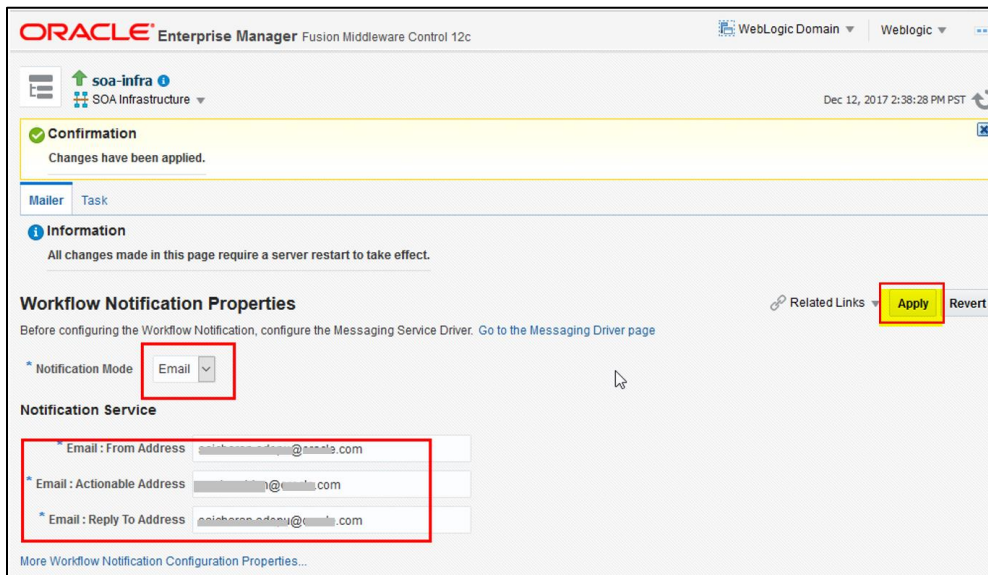 ORACLE Enterprise Manager Fusion Middleware Control 12c
WebLogic Domain Weblogic
soa-infra
SOA Infrastructure
Dec 12, 2017 2:38:28 PM PST
Confirmation
Changes have been applied.
Mailer Task
Information
All changes made in this page require a server restart to take effect.
Workflow Notification Properties
Related Links Apply Revert
Before configuring the Workflow Notification, configure the Messaging Service Driver. Go to the Messaging Driver page
* Notification Mode Email
Notification Service
* Email : From Address .com
* Email : Actionable Address .com
* Email : Reply To Address .com
More Workflow Notification Configuration Properties...